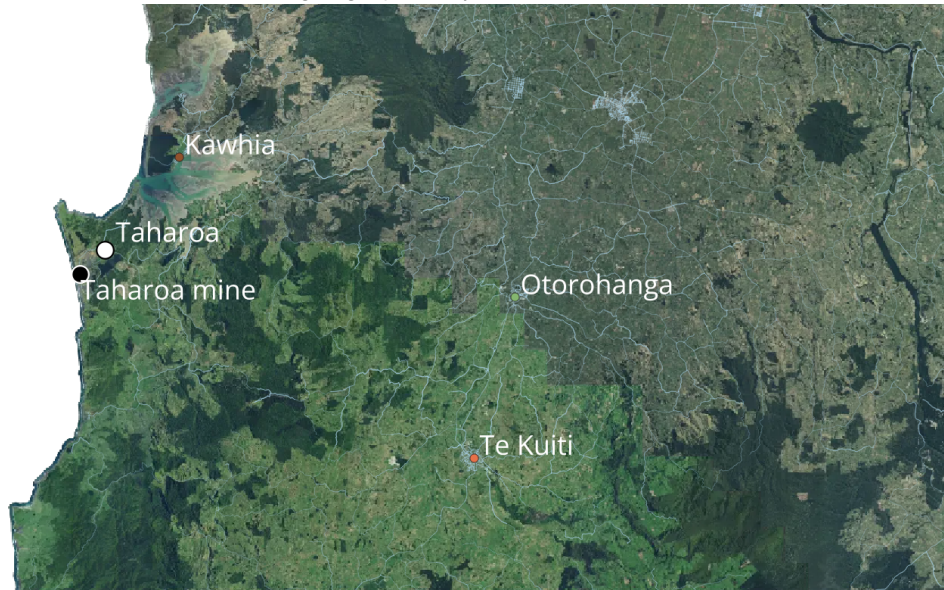 Kawhia
Taharoa
Taharoa mine
Otorohanga
Te Kuiti